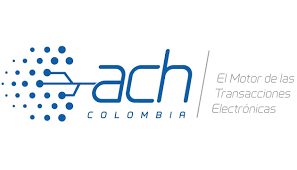 ach
COLOMBIA
El Motor de las
Transacciones
Electrónicas